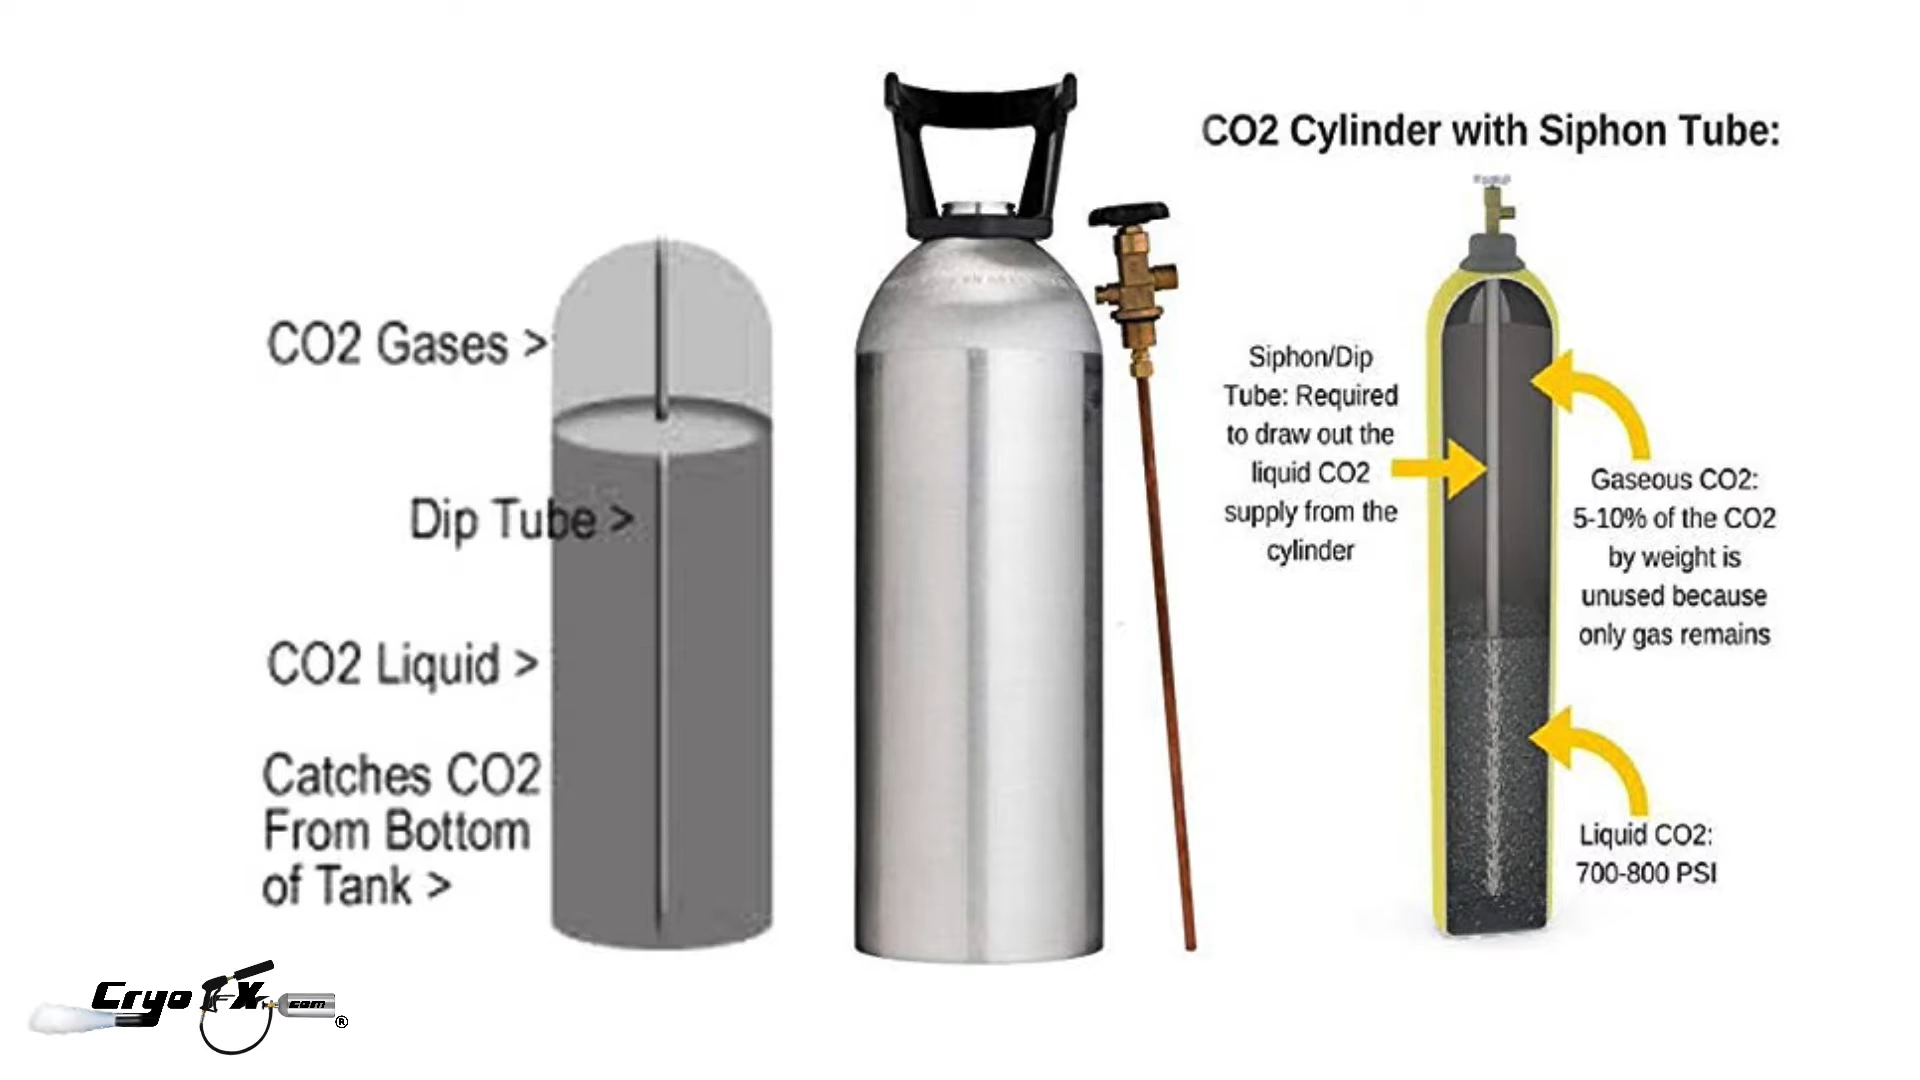 CO2 Cylinder with Siphon Tube:
CO2 Gases >
Dip Tube >
CO2 Liquid >
Catches CO2
From Bottom
of Tank >
Siphon/Dip
Tube: Required
to draw out the
liquid CO2
supply from the
cylinder
Gaseous CO2:
5-10% of the CO2
by weight is
unused because
only gas remains
Liquid CO2:
700-800 PSI
Cryo FX .com ®